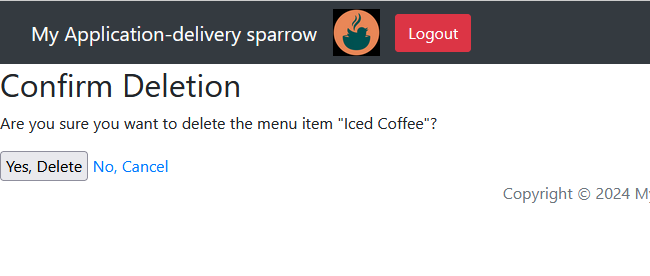 My Application-delivery sparrow Logout
Confirm Deletion
Are you sure you want to delete the menu item "Iced Coffee"?
Yes, Delete No, Cancel
Copyright © 2024 My